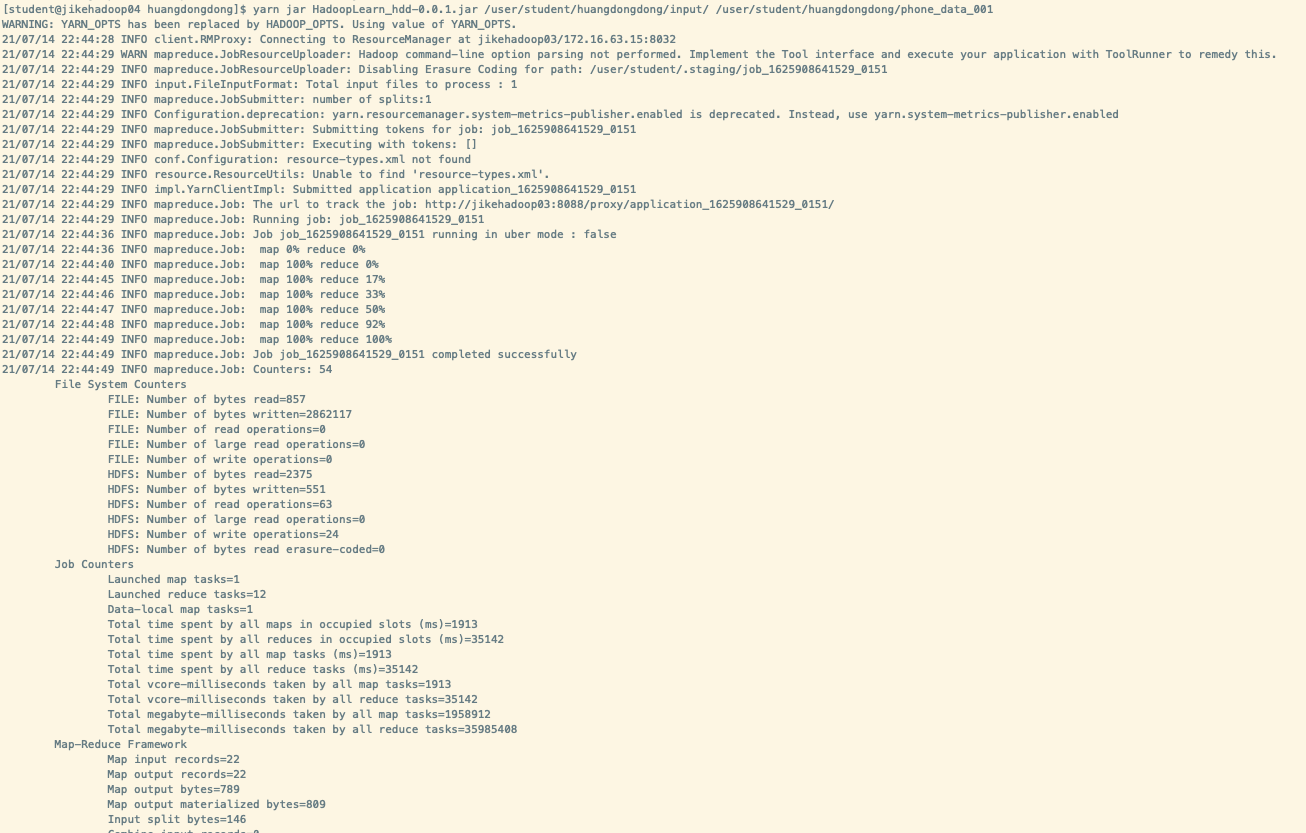 [student@jikehadoop04 huangdongdong]$ yarn jar HadoopLearn_hdd-0.0.1.jar /user/student/huangdongdong/input/ /user/student/huangdongdong/phone_data_001
WARNING: YARN_OPTS has been replaced by HADOOP_OPTS. Using value of YARN_OPTS.
21/07/14 22:44:28 INFO client.RMProxy: Connecting to ResourceManager at jikehadoop03/172.16.63.15:8032
21/07/14 22:44:29 WARN mapreduce.JobResourceUploader: Hadoop command-line option parsing not performed. Implement the Tool interface and execute your application with ToolRunner to remedy this.
21/07/14 22:44:29 INFO mapreduce.JobResourceUploader: Disabling Erasure Coding for path: /user/student/.staging/job_1625908641529_0151
21/07/14 22:44:29 INFO input.FileInputFormat: Total input files to process : 1
21/07/14 22:44:29 INFO mapreduce.JobSubmitter: number of splits:1
21/07/14 22:44:29 INFO Configuration.deprecation: yarn.resourcemanager.system-metrics-publisher.enabled is deprecated. Instead, use yarn.system-metrics-publisher.enabled
21/07/14 22:44:29 INFO mapreduce.JobSubmitter: Submitting tokens for job: job_1625908641529_0151
21/07/14 22:44:29 INFO mapreduce.JobSubmitter: Executing with tokens: []
21/07/14 22:44:29 INFO conf.Configuration: resource-types.xml not found
21/07/14 22:44:29 INFO resource.ResourceUtils: Unable to find 'resource-types.xml'.
21/07/14 22:44:29 INFO impl.YarnClientImpl: Submitted application application_1625908641529_0151
21/07/14 22:44:29 INFO mapreduce.Job: The url to track the job: http://jikehadoop03:8088/proxy/application_1625908641529_0151/
21/07/14 22:44:29 INFO mapreduce.Job: Running job: job_1625908641529_0151
21/07/14 22:44:36 INFO mapreduce.Job: Job job_1625908641529_0151 running in uber mode : false
21/07/14 22:44:36 INFO mapreduce.Job:  map 0% reduce 0%
21/07/14 22:44:40 INFO mapreduce.Job:  map 100% reduce 0%
21/07/14 22:44:45 INFO mapreduce.Job:  map 100% reduce 17%
21/07/14 22:44:46 INFO mapreduce.Job:  map 100% reduce 33%
21/07/14 22:44:47 INFO mapreduce.Job:  map 100% reduce 50%
21/07/14 22:44:48 INFO mapreduce.Job:  map 100% reduce 92%
21/07/14 22:44:49 INFO mapreduce.Job:  map 100% reduce 100%
21/07/14 22:44:49 INFO mapreduce.Job: Job job_1625908641529_0151 completed successfully
21/07/14 22:44:49 INFO mapreduce.Job: Counters: 54
File System Counters
FILE: Number of bytes read=857
FILE: Number of bytes written=2862117
FILE: Number of read operations=0
FILE: Number of large read operations=0
FILE: Number of write operations=0
HDFS: Number of bytes read=2375
HDFS: Number of bytes written=551
HDFS: Number of read operations=63
HDFS: Number of large read operations=0
HDFS: Number of write operations=24
HDFS: Number of bytes read erasure-coded=0
Job Counters
Launched map tasks=1
Launched reduce tasks=12
Data-local map tasks=1
Total time spent by all maps in occupied slots (ms)=1913
Total time spent by all reduces in occupied slots (ms)=35142
Total time spent by all map tasks (ms)=1913
Total time spent by all reduce tasks (ms)=35142
Total vcore-milliseconds taken by all map tasks=1913
Total vcore-milliseconds taken by all reduce tasks=35142
Total megabyte-milliseconds taken by all map tasks=1958912
Total megabyte-milliseconds taken by all reduce tasks=35985408
Map-Reduce Framework
Map input records=22
Map output records=22
Map output bytes=789
Map output materialized bytes=809
Input split bytes=146